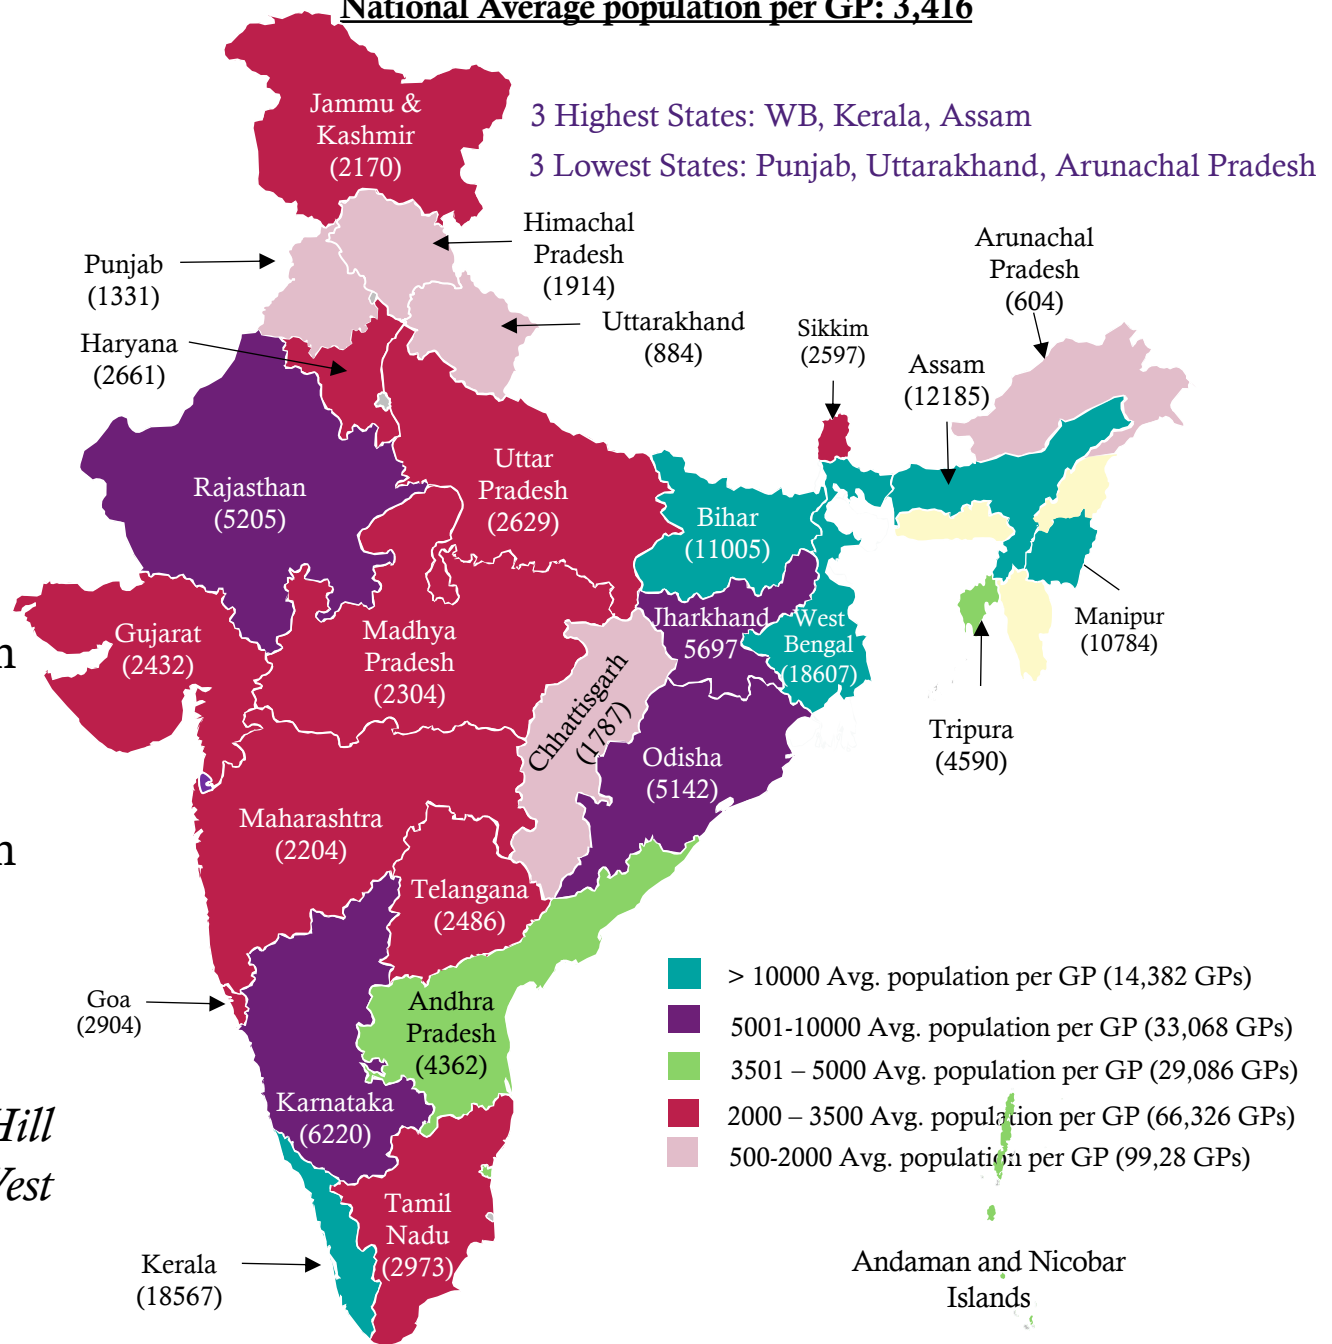 National Average population per GP: 3,416
3 Highest States: WB, Kerala, Assam
3 Lowest States: Punjab, Uttarakhand, Arunachal Pradesh
Jammu &
Kashmir
(2170)
Himachal
Pradesh
(1914)
Punjab
(1331)
Arunachal
Pradesh
(604)
Uttarakhand
(884)
Haryana
(2661)
Sikkim
(2597)
Assam
(12185)
Rajasthan
(5205)
Uttar
Pradesh
(2629)
Bihar
(11005)
Gujarat
(2432)
Madhya
Pradesh
(2304)
Jharkhand
5697
West
Bengal
(18607)
Manipur
(10784)
Chhattisgarh
(1787)
Tripura
(4590)
Odisha
(5142)
Maharashtra
(2204)
Telangana
(2486)
Goa
(2904)
Andhra
Pradesh
(4362)
Karnataka
(6220)
Tamil
Nadu
(2973)
Kerala
(18567)
> 10000 Avg. population per GP (14,382 GPs)
5001-10000 Avg. population per GP (33,068 GPs)
3501 – 5000 Avg. population per GP (29,086 GPs)
2000 – 3500 Avg. population per GP (66,326 GPs)
500-2000 Avg. population per GP (99,28 GPs)
Andaman and Nicobar
Islands
Hill
West